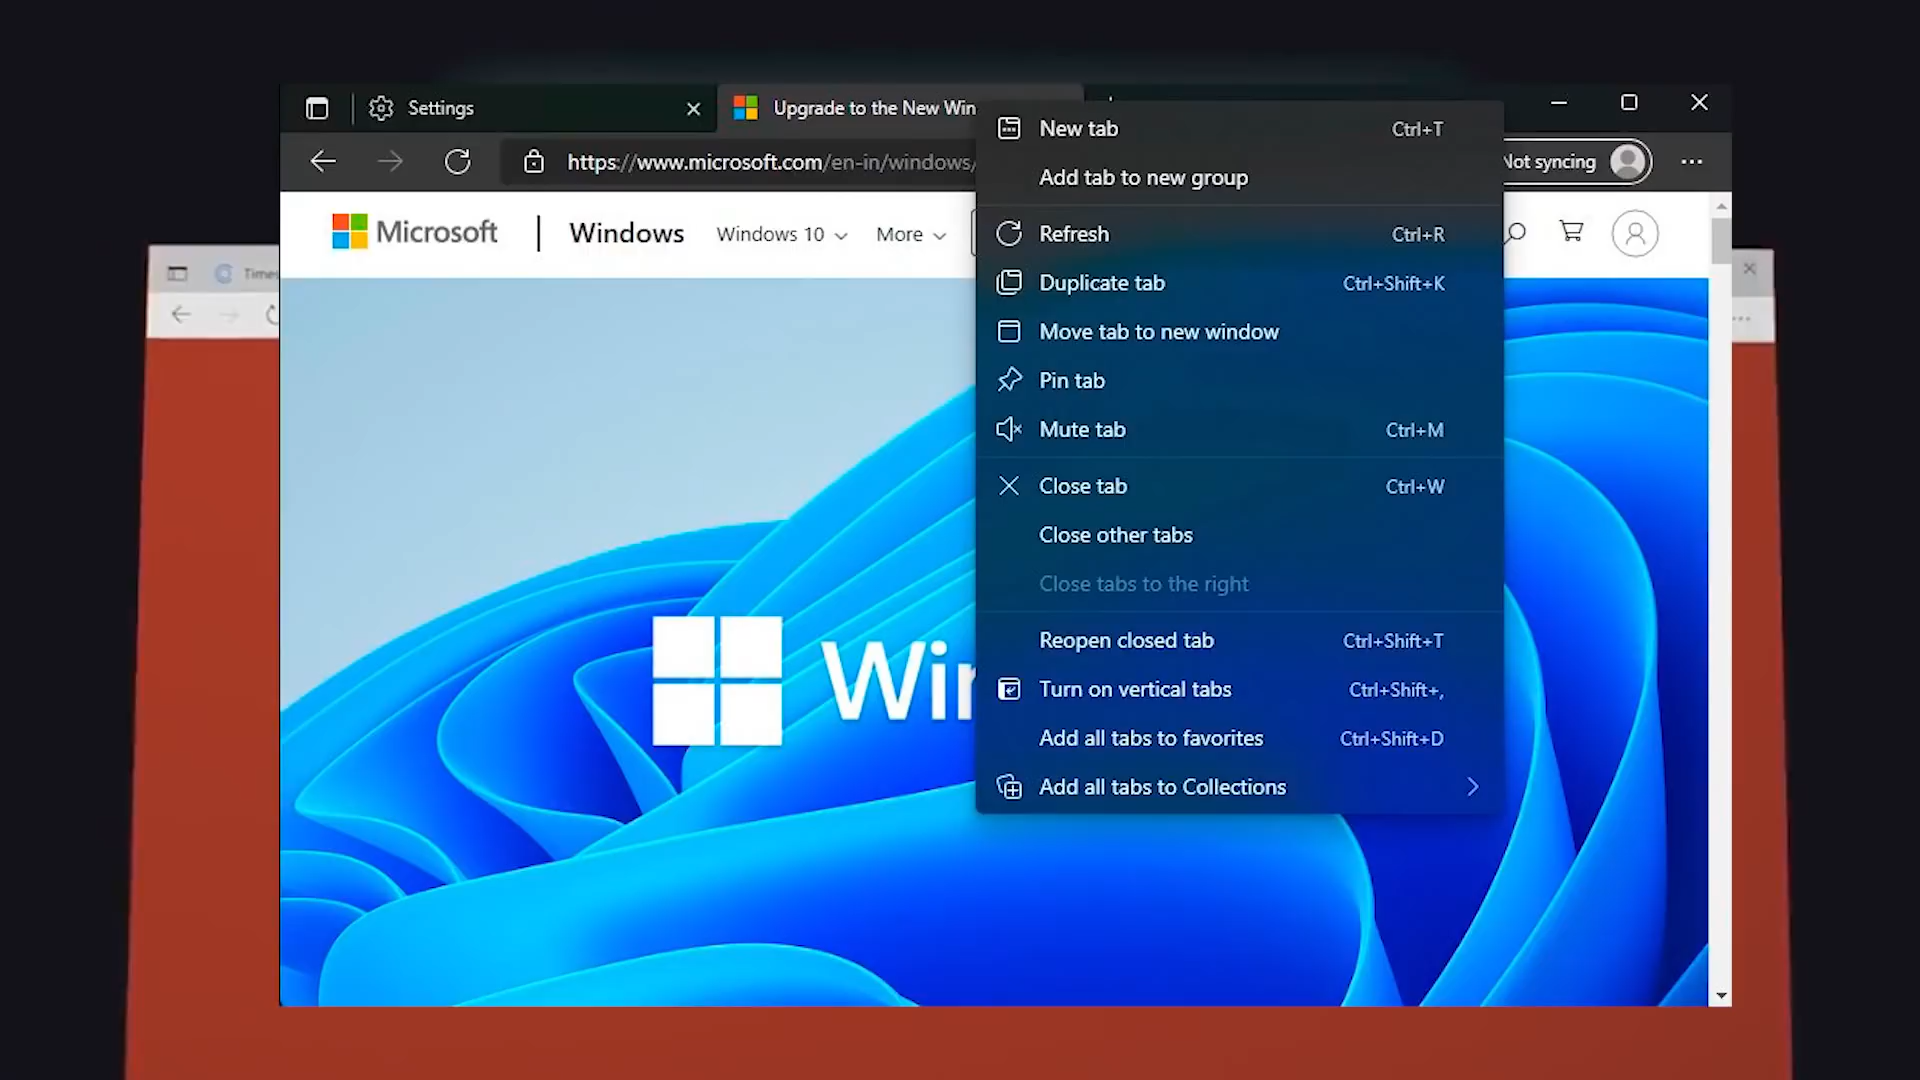 Settings
Upgrade to the New Win
https://www.microsoft.com/en-in/windows/
Not syncing
Microsoft
Windows
Windows 10
More
Times
New tab Ctrl+T
Add tab to new group
Refresh Ctrl+R
Duplicate tab Ctrl+Shift+K
Move tab to new window
Pin tab
Mute tab Ctrl+M
Close tab Ctrl+W
Close other tabs
Close tabs to the right
Reopen closed tab Ctrl+Shift+T
Turn on vertical tabs Ctrl+Shift+,
Add all tabs to favorites Ctrl+Shift+D
Add all tabs to Collections
Win